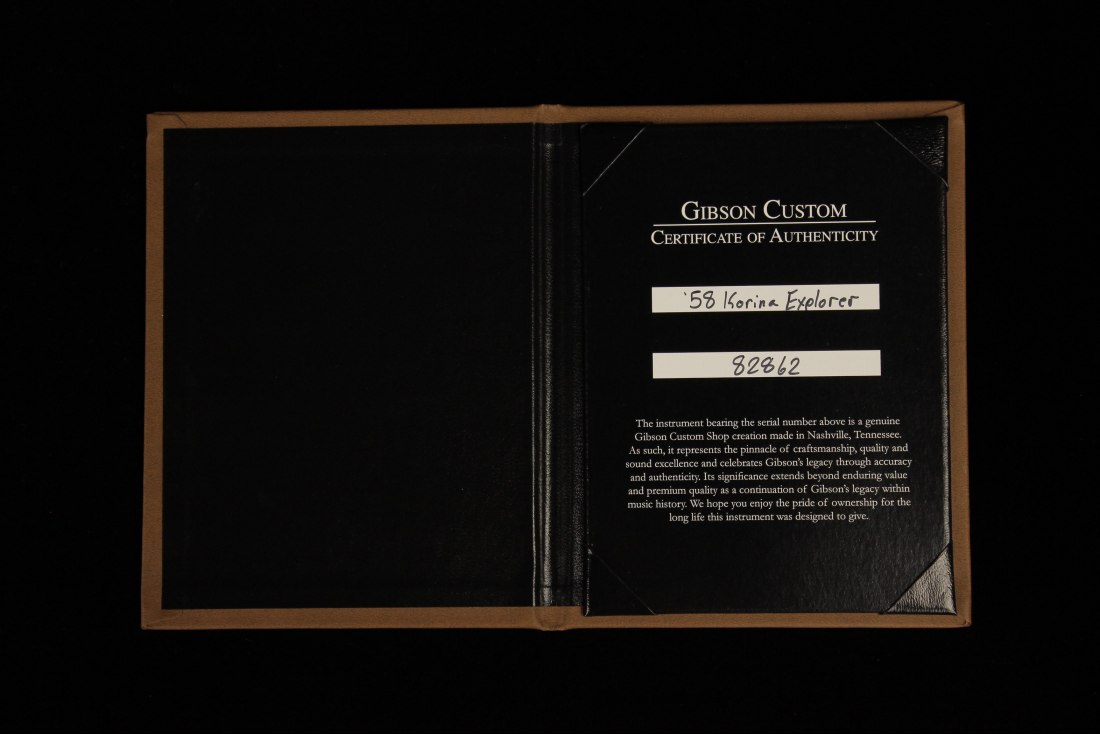 GIBSON CUSTOM
CERTIFICATE OF AUTHENTICITY
'58 Korina Explorer
82862
The instrument bearing the serial number above is a genuine
Gibson Custom Shop creation made in Nashville, Tennessee.
As such, it represents the pinnacle of craftsmanship, quality and
sound excellence and celebrates Gibson's legacy through accuracy
and authenticity. Its significance extends beyond enduring value
and premium quality as a continuation of Gibson's legacy within
music history. We hope you enjoy the pride of ownership for the
long life this instrument was designed to give.